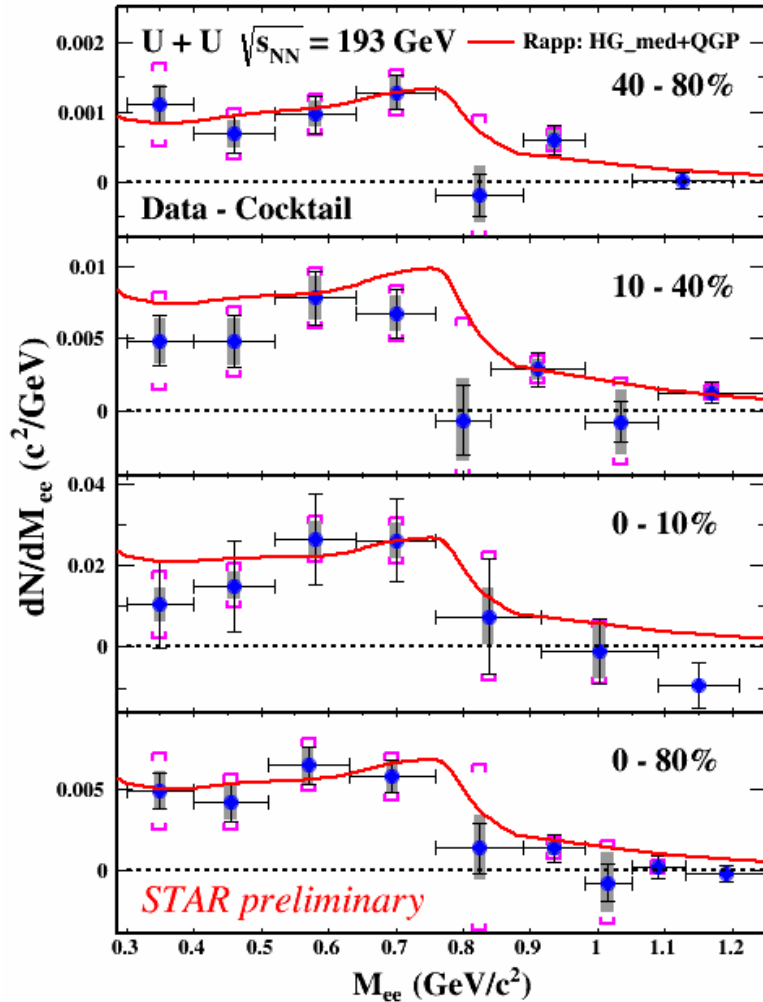 U + U √s_NN = 193 GeV
Rapp: HG_med+QGP
0.002
40 - 80%
0.001
0
Data - Cocktail
0.01
10 - 40%
0.005
0
0.04
0 - 10%
0.02
0
0 - 80%
0.005
0
STAR preliminary
0.3 0.4 0.5 0.6 0.7 0.8 0.9 1 1.1 1.2
M_ee (GeV/c²)
dN/dM_ee (c²/GeV)